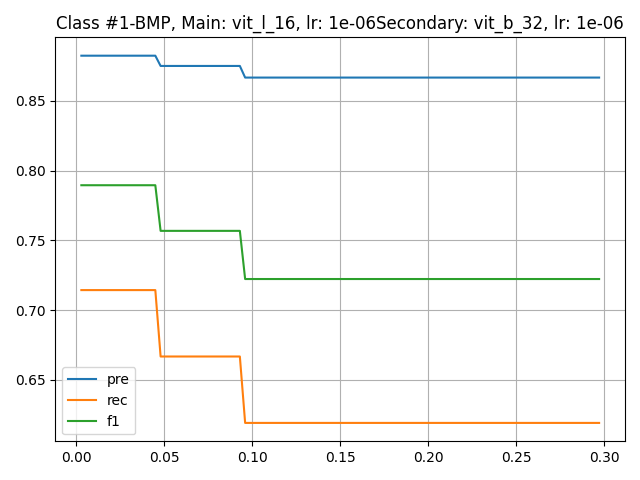 Class #1-BMP, Main: vit_l_16, lr: 1e-06Secondary: vit_b_32, lr: 1e-06
0.85
0.80
0.75
0.70
0.65
pre
rec
f1
0.00 0.05 0.10 0.15 0.20 0.25 0.30